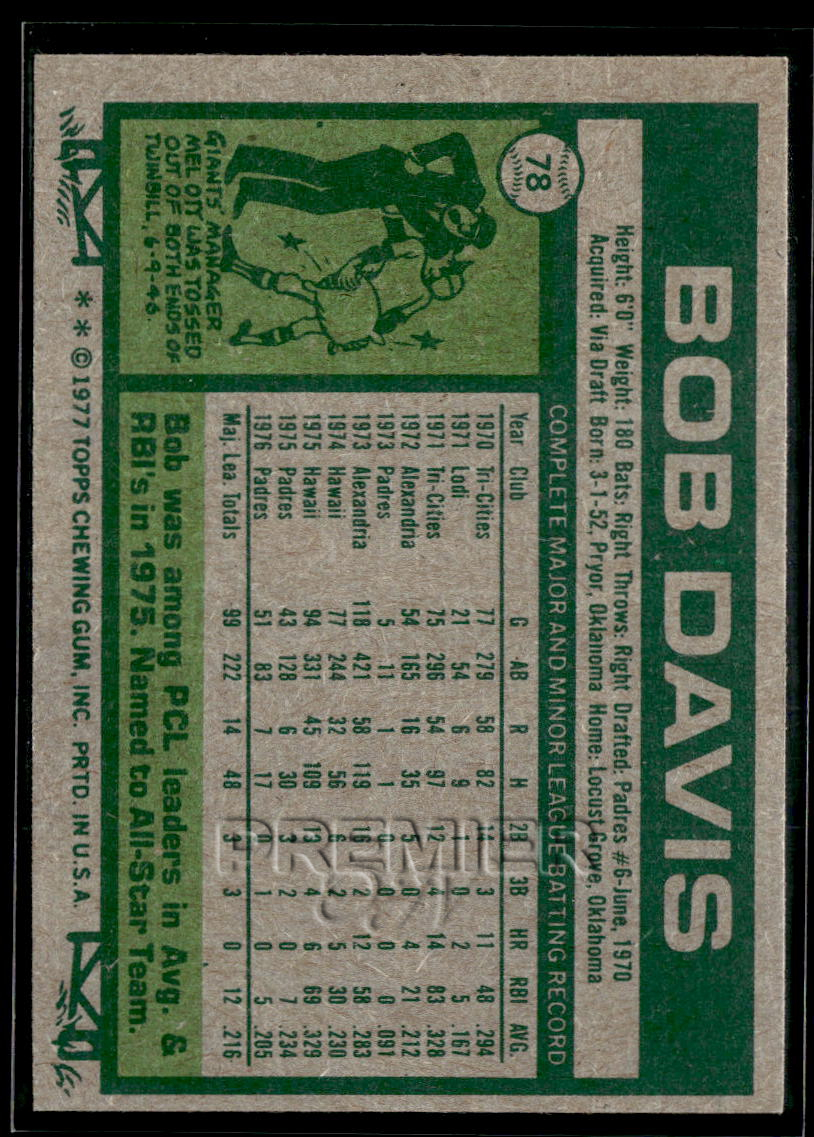 78
BOB DAVIS
Height: 6'0" Weight: 180 Bats: Right Throws: Right Drafted: Padres #6-June, 1970
Acquired: Via Draft Born: 3-1-52, Pryor, Oklahoma Home: Locust Grove, Oklahoma
COMPLETE MAJOR AND MINOR LEAGUE BATTING RECORD
Year Club G AB R H 2B 3B HR RBI AVG.
1970 Tri-Cities 77 279 58 82 14 3 11 48 .294
1971 Lodi 21 54 6 9 1 0 2 5 .167
1971 Tri-Cities 75 296 54 97 12 4 14 83 .328
1972 Alexandria 54 165 16 35 5 0 4 21 .212
1973 Padres 5 11 1 1 0 0 0 0 .091
1973 Alexandria 118 421 58 119 16 2 12 58 .283
1974 Hawaii 77 244 32 56 6 2 5 30 .230
1975 Hawaii 94 331 45 109 13 4 6 69 .329
1975 Padres 43 128 6 30 3 2 0 7 .234
1976 Padres 51 83 7 17 0 1 0 5 .205
Maj. Lea Totals 99 222 14 48 3 3 0 12 .216
GIANTS' MANAGER
MEL OTT WAS TOSSED
OUT OF BOTH ENDS OF
TWINBILL, 6-9-46.
Bob was among PCL leaders in Avg. &
RBI's in 1975. Named to All-Star Team.
* * © 1977 TOPPS CHEWING GUM, INC. PRTD. IN U.S.A.
PREMIER